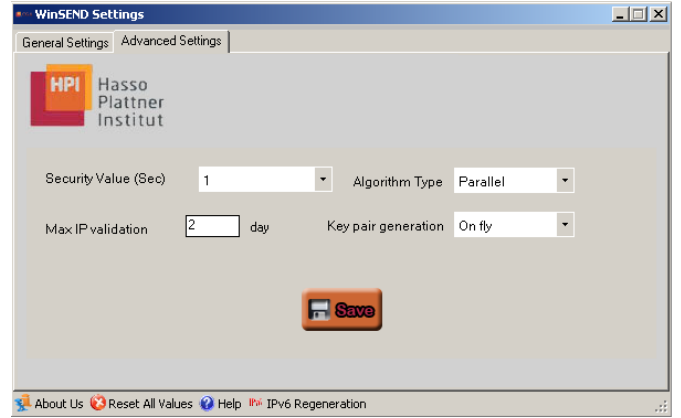 WinSEND Settings
General Settings Advanced Settings
HPI Hasso
Plattner
Institut
Security Value (Sec) 1 Algorithm Type Parallel
Max IP validation 2 day Key pair generation On fly
Save
About Us Reset All Values Help IPv6 IPv6 Regeneration